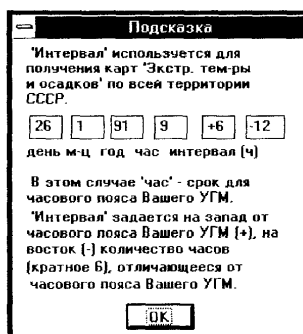 Подсказка
'Интервал' используется для
получения карт 'Экстр. тем-ры
и осадков' по всей территории
СССР.
26 1 91 9 +6 -12
день м-ц год час интервал (ч)
В этом случае 'час' - срок для
часового пояса Вашего УГМ.
'Интервал' задается на запад от
часового пояса Вашего УГМ (+), на
восток (-) количество часов
(кратное 6), отличающееся от
часового пояса Вашего УГМ.
OK